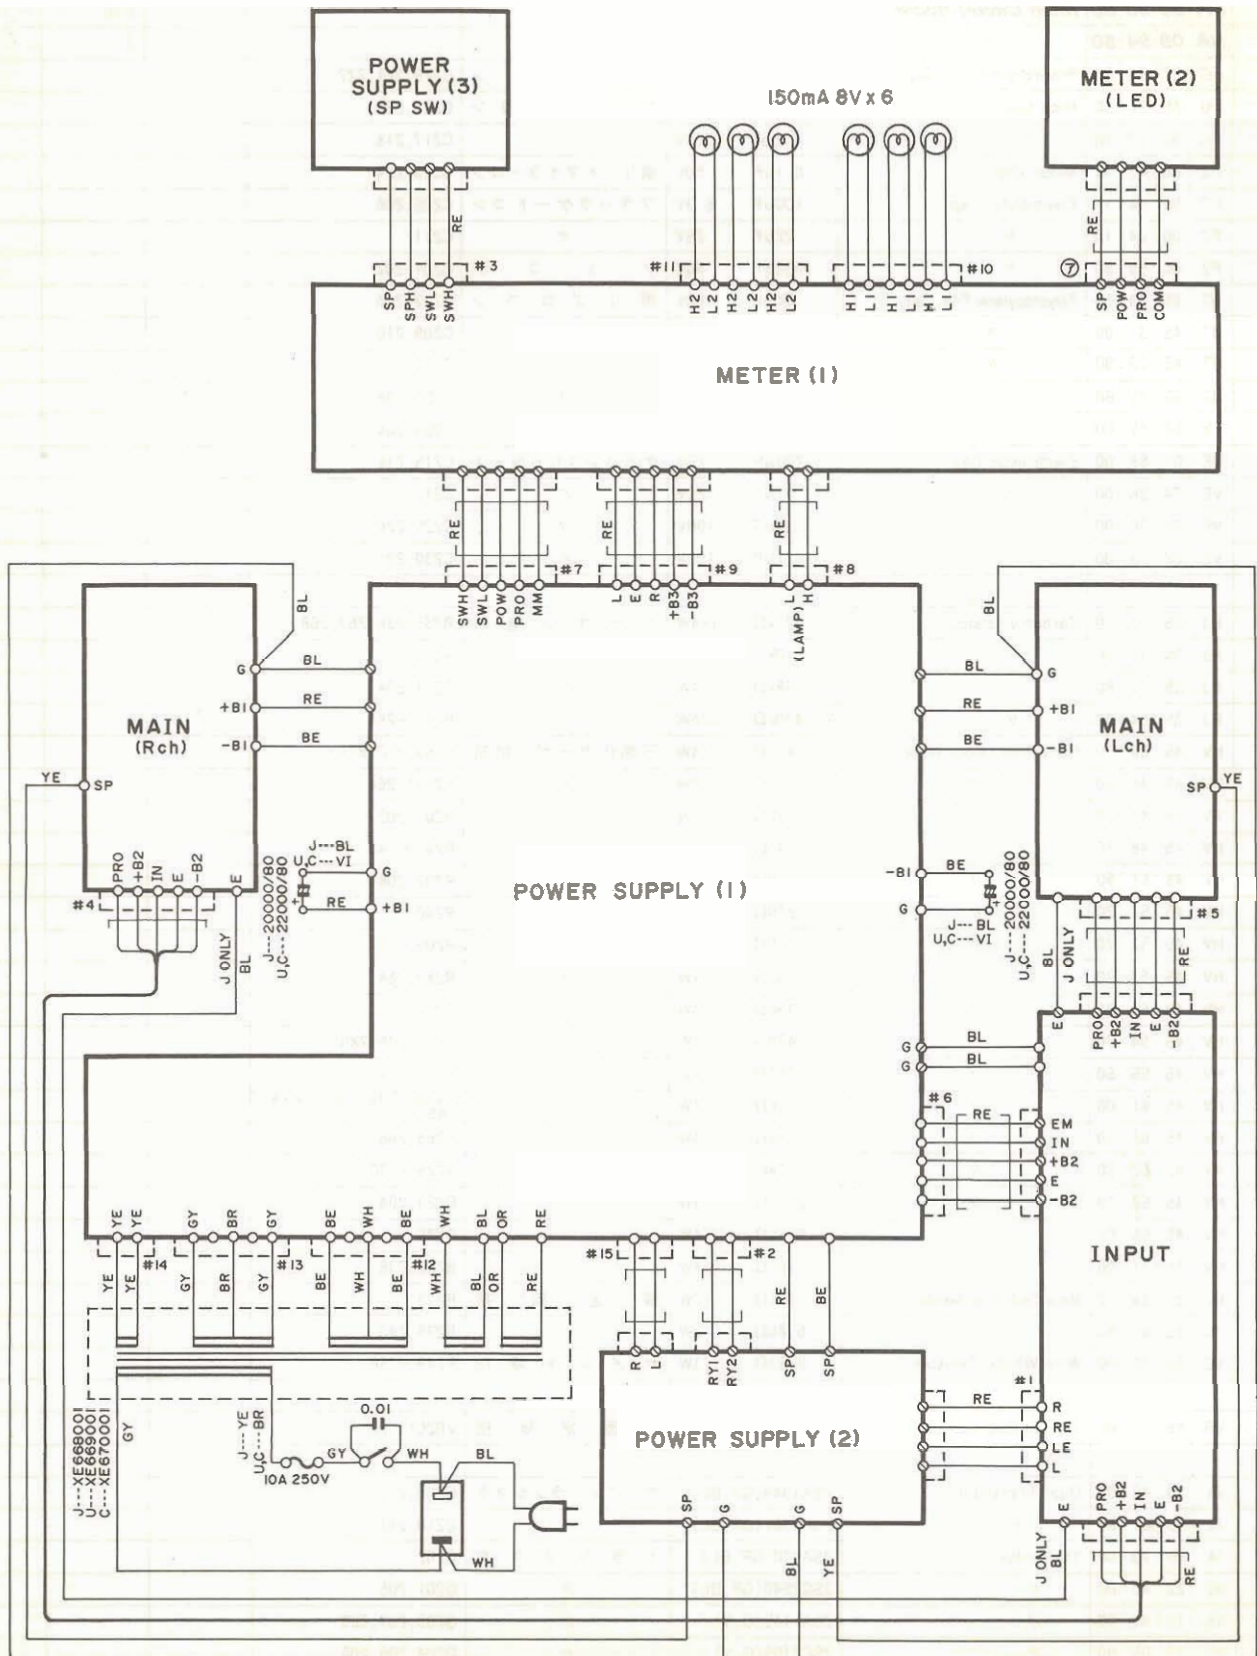 POWER
SUPPLY (3)
(SP SW)
METER (2)
(LED)
150mA 8V x 6
RE
RE
#3
#11
#10
7
SP
SPH
SWL
SWH
H2
L2
H2
L2
H2
L2
H1
L1
H1
L1
H1
L1
SP
POW
PRO
COM
METER (1)
RE
RE
RE
#7
#9
#8
SWH
SWL
POW
PRO
MM
L
E
R
+B3
-B3
L
H
(LAMP)
BL
BL
G
BL
BL
G
+B1
RE
RE
+B1
-B1
BE
BE
-B1
MAIN
(Rch)
MAIN
(Lch)
YE
SP
SP
YE
PRO
+B2
IN
E
-B2
E
#4
J---BL
U,C---VI
G
+
RE
+B1
J---20000/80
U,C---22000/80
J ONLY
BL
POWER SUPPLY (1)
-B1
BE
G
+
J---BL
U,C---VI
J---20000/80
U,C---22000/80
#5
BL
J ONLY
RE
E
PRO
+B2
IN
E
-B2
G
BL
G
BL
#6
RE
EM
IN
+B2
E
-B2
INPUT
YE
YE
GY
BR
GY
BE
WH
BE
WH
BL
OR
RE
#14
#13
#12
#15
#2
YE
YE
GY
BR
GY
BE
WH
BE
WH
BL
OR
RE
RE
BE
R
L
RY1
RY2
SP
SP
#1
RE
R
RE
LE
L
POWER SUPPLY (2)
J---XE66800I
U---XE66900I
C---XE67000I
GY
J---YE
U,C---BR
10A 250V
0.01
GY
WH
BL
WH
SP
G
G
SP
BL
YE
E
PRO
+B2
IN
E
-B2
J ONLY
BL
RE